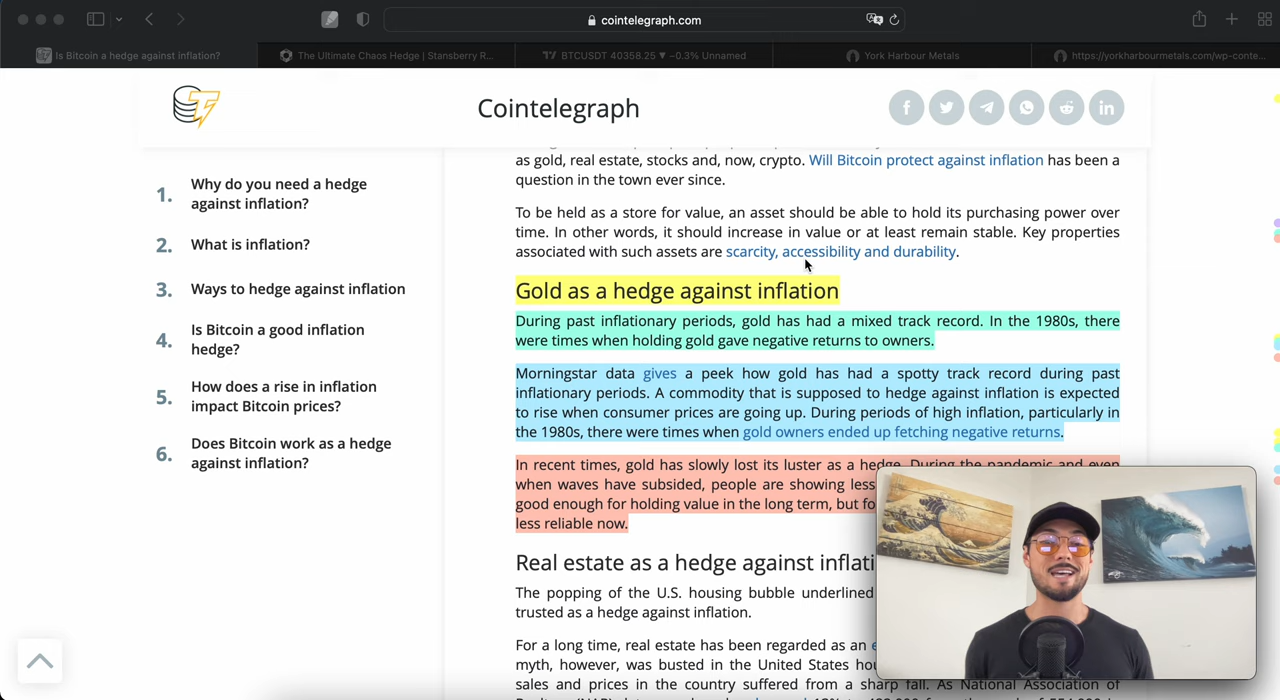 cointelegraph.com
Is Bitcoin a hedge against inflation?
The Ultimate Chaos Hedge | Stansberry R...
BTCUSDT 40358.25 ▼ −0.3% Unnamed
York Harbour Metals
https://yorkharbourmetals.com/wp-conte...
Cointelegraph
1. Why do you need a hedge
against inflation?
2. What is inflation?
3. Ways to hedge against inflation
4. Is Bitcoin a good inflation
hedge?
5. How does a rise in inflation
impact Bitcoin prices?
6. Does Bitcoin work as a hedge
against inflation?
as gold, real estate, stocks and, now, crypto. Will Bitcoin protect against inflation has been a
question in the town ever since.
To be held as a store for value, an asset should be able to hold its purchasing power over
time. In other words, it should increase in value or at least remain stable. Key properties
associated with such assets are scarcity, accessibility and durability.
Gold as a hedge against inflation
During past inflationary periods, gold has had a mixed track record. In the 1980s, there
were times when holding gold gave negative returns to owners.
Morningstar data gives a peek how gold has had a spotty track record during past
inflationary periods. A commodity that is supposed to hedge against inflation is expected
to rise when consumer prices are going up. During periods of high inflation, particularly in
the 1980s, there were times when gold owners ended up fetching negative returns.
In recent times, gold has slowly lost its luster as a hedge. During the pandemic and even
when waves have subsided, people are showing less
good enough for holding value in the long term, but
less reliable now.
Real estate as a hedge against
The popping of the U.S. housing bubble underlined
trusted as a hedge against inflation.
For a long time, real estate has been regarded as an
myth, however, was busted in the United States
sales and prices in the country suffered from a sharp fall. As National Association of